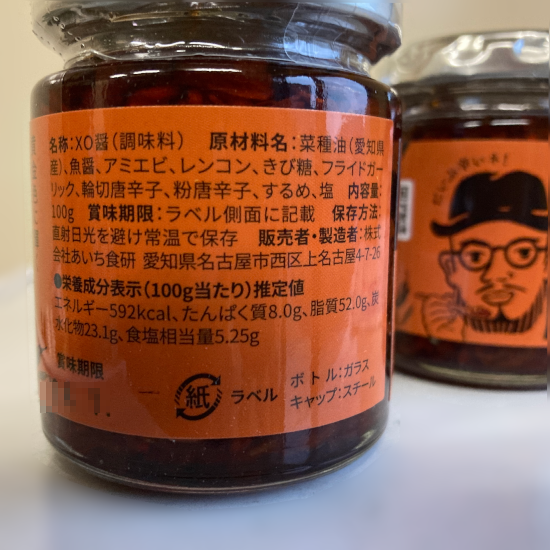 名称:XO醤(調味料) 原材料名:菜種油(愛知県
産)、魚醤、アミエビ、レンコン、きび糖、フライドガー
リック、輪切唐辛子、粉唐辛子、するめ、塩 内容量:
100g 賞味期限:ラベル側面に記載 保存方法:
直射日光を避け常温で保存 販売者・製造者:株式
会社あいち食研 愛知県名古屋市西区上名古屋4-7-26
●栄養成分表示(100g当たり)推定値
エネルギー592kcal、たんぱく質8.0g、脂質52.0g、炭
水化物23.1g、食塩相当量5.25g
賞味期限
紙 ラベル
ボトル:ガラス
キャップ:スチール